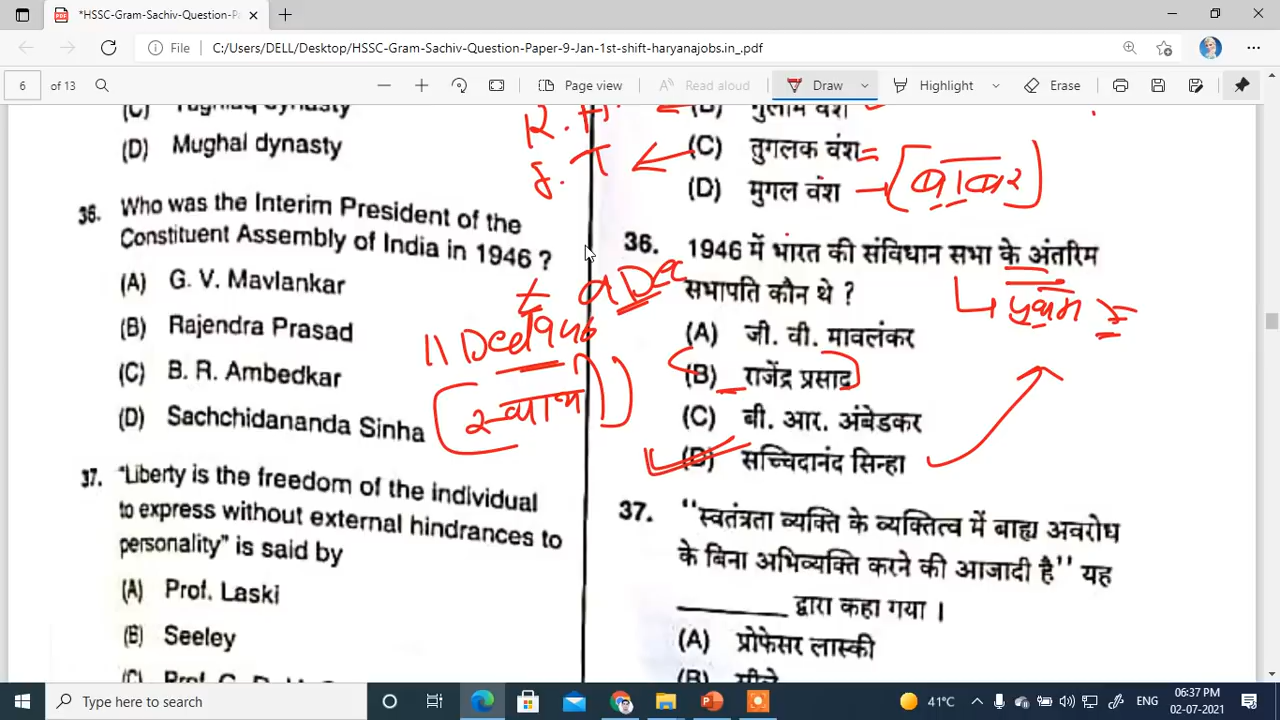 *HSSC-Gram-Sachiv-Question-Pa
File
C:/Users/DELL/Desktop/HSSC-Gram-Sachiv-Question-Paper-9-Jan-1st-shift-haryanajobs.in_.pdf
6 of 13
Page view
Read aloud
Draw
Highlight
Erase
(C) Tughlaq dynasty
(D) Mughal dynasty
36. Who was the Interim President of the
Constituent Assembly of India in 1946 ?
(A) G. V. Mavlankar
(B) Rajendra Prasad
(C) B. R. Ambedkar
(D) Sachchidananda Sinha
37. "Liberty is the freedom of the individual
to express without external hindrances to
personality" is said by
(A) Prof. Laski
(B) Seeley
R. H.
9 Dec
11 Dec 1946
(B) गुलाम वंश
(C) तुगलक वंश
(D) मुगल वंश
बाबर
36. 1946 में भारत की संविधान सभा के अंतरिम
सभापति कौन थे ?
प्रथम
(A) जी. वी. मावलंकर
(B) राजेंद्र प्रसाद
(C) बी. आर. अंबेडकर
(D) सच्चिदानंद सिन्हा
37. "स्वतंत्रता व्यक्ति के व्यक्तित्व में बाह्य अवरोध
के बिना अभिव्यक्ति करने की आजादी है" यह
________ द्वारा कहा गया ।
(A) प्रोफेसर लास्की
(B) सीले
Type here to search
41°C
ENG
06:37 PM
02-07-2021